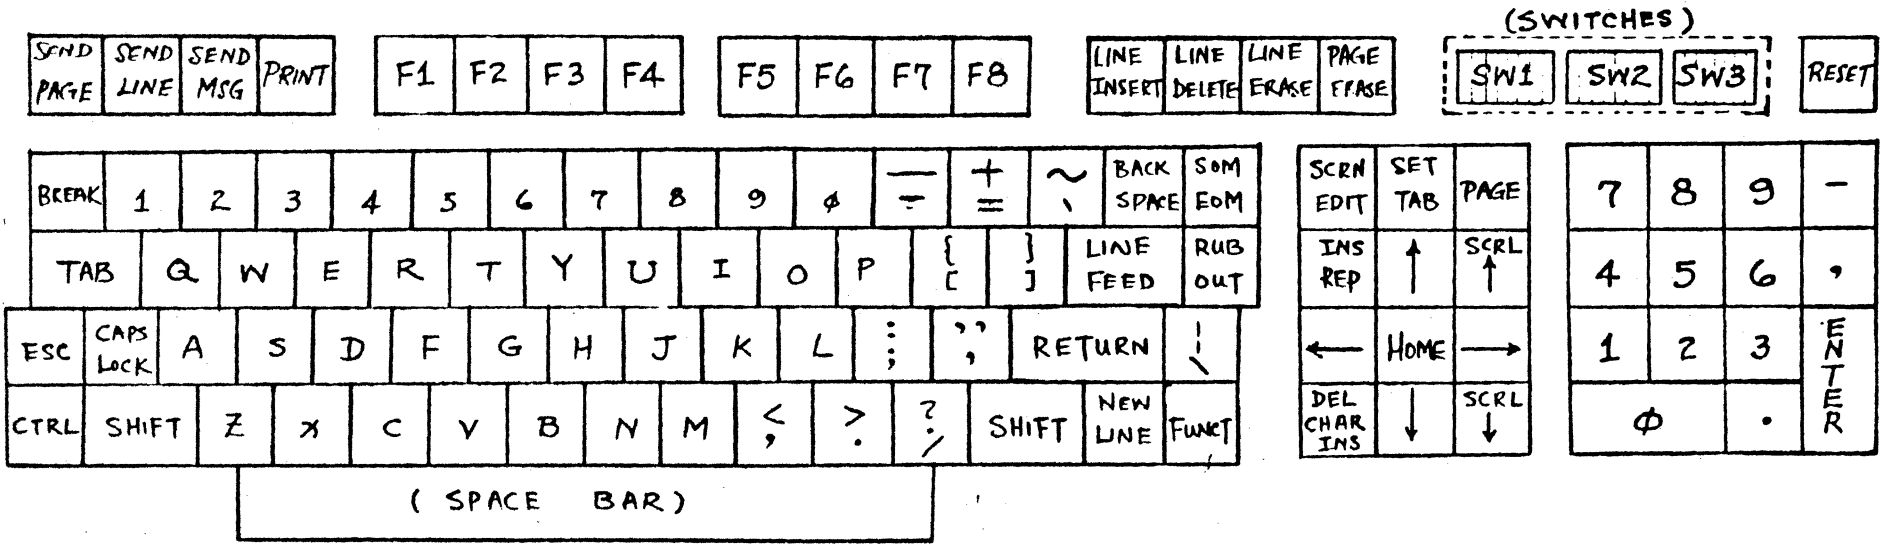 (SWITCHES)
SEND PAGE SEND LINE SEND MSG PRINT F1 F2 F3 F4 F5 F6 F7 F8 LINE INSERT LINE DELETE LINE ERASE PAGE ERASE SW1 SW2 SW3 RESET
BREAK 1 2 3 4 5 6 7 8 9 ∅ — - + = ~ ` BACK SPACE SOM EOM SCRN EDIT SET TAB PAGE 7 8 9 -
TAB Q W E R T Y U I O P { [ } ] LINE FEED RUB OUT INS REP ↑ SCRL ↑ 4 5 6 ,
ESC CAPS LOCK A S D F G H J K L : ; " ' RETURN ¦ \ ← HOME → 1 2 3 ENTER
CTRL SHIFT Z X C V B N M < , > . ? / SHIFT NEW LINE FUNCT DEL CHAR INS ↓ SCRL ↓ ∅ .
(SPACE BAR)